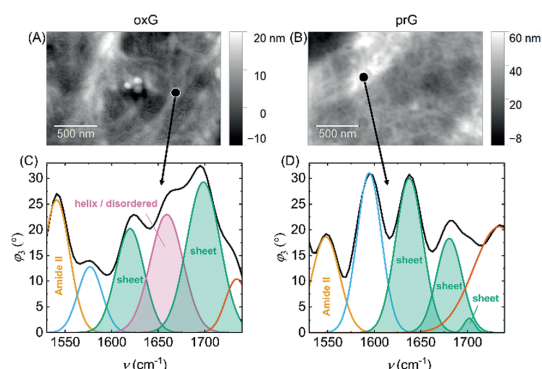 oxG
prG
(A)
20 nm
10
0
−10
500 nm
(B)
60 nm
40
20
−8
500 nm
(C)
φ3 (°)
30
25
20
15
10
5
0
Amide II
sheet
helix / disordered
sheet
1550
1600
1650
1700
ν (cm-1)
(D)
30
25
20
15
10
5
0
Amide II
sheet
sheet
sheet
1550
1600
1650
1700
ν (cm-1)